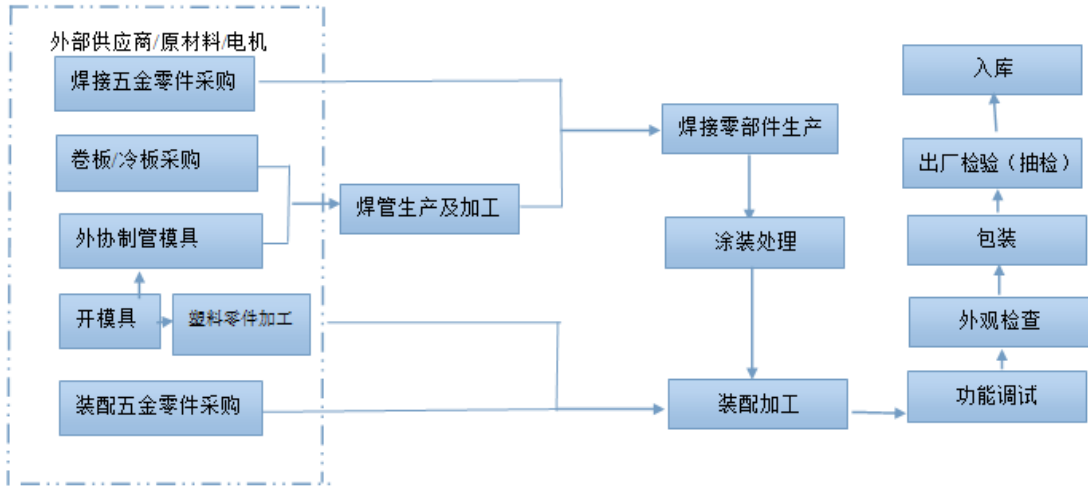 外部供应商/原材料/电机
焊接五金零件采购
卷板/冷板采购
外协制管模具
开模具
塑料零件加工
装配五金零件采购
焊管生产及加工
焊接零部件生产
涂装处理
装配加工
入库
出厂检验（抽检）
包装
外观检查
功能调试